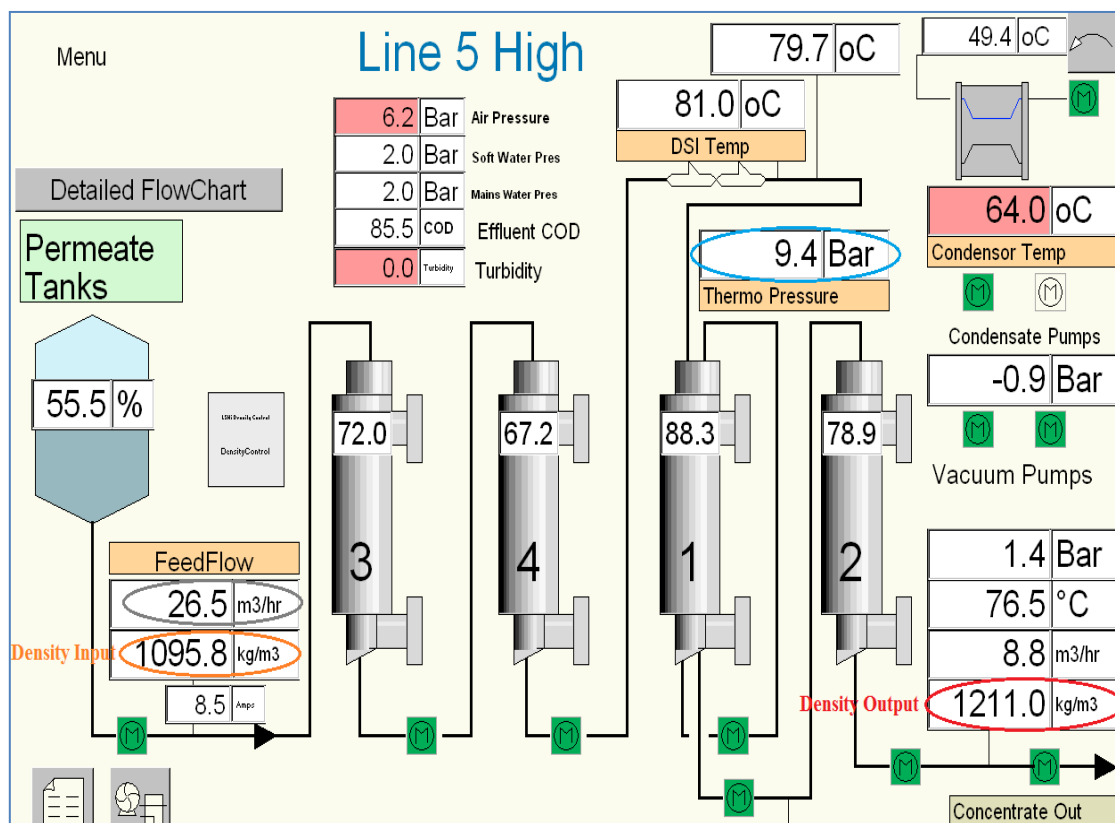 Menu
Line 5 High
79.7 oC
49.4 oC
81.0 oC
DSI Temp
6.2 Bar Air Pressure
2.0 Bar Soft Water Pres
2.0 Bar Mains Water Pres
85.5 COD Effluent COD
0.0 Turbidity Turbidity
Detailed FlowChart
Permeate
Tanks
64.0 oC
Condensor Temp
9.4 Bar
Thermo Pressure
M
M M
Condensate Pumps
-0.9 Bar
M M
Vacuum Pumps
55.5 %
LSHi Density Control
DensityControl
72.0
67.2
88.3
78.9
3
4
1
2
FeedFlow
26.5 m3/hr
Density Input 1095.8 kg/m3
8.5 Amps
1.4 Bar
76.5 °C
8.8 m3/hr
Density Output 1211.0 kg/m3
M M M M
M M
M
Concentrate Out